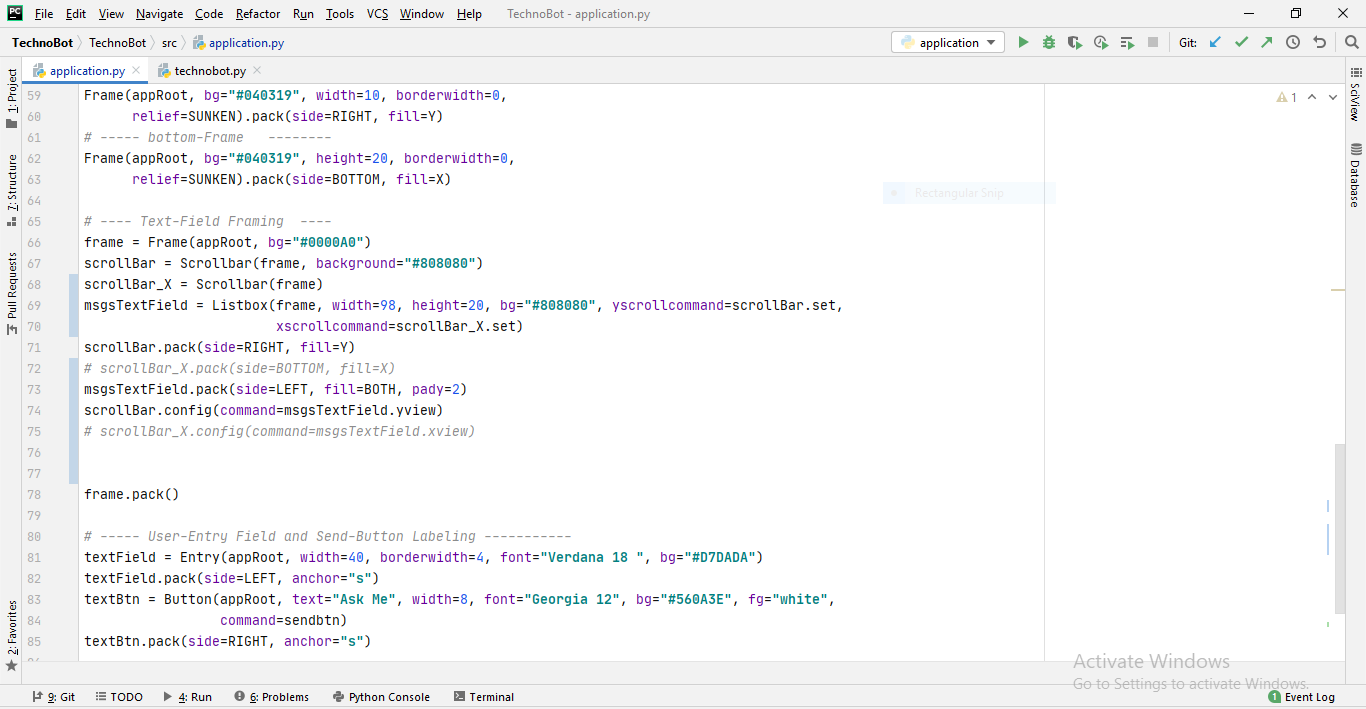 PC File Edit View Navigate Code Refactor Run Tools VCS Window Help TechnoBot - application.py
TechnoBot TechnoBot src application.py application Git:
application.py technobot.py
1: Project
7: Structure
Pull Requests
2: Favorites
59 Frame(appRoot, bg="#040319", width=10, borderwidth=0,
60 relief=SUNKEN).pack(side=RIGHT, fill=Y)
61 # ----- bottom-Frame   --------
62 Frame(appRoot, bg="#040319", height=20, borderwidth=0,
63 relief=SUNKEN).pack(side=BOTTOM, fill=X)
64
65 # ---- Text-Field Framing  ----
66 frame = Frame(appRoot, bg="#0000A0")
67 scrollBar = Scrollbar(frame, background="#808080")
68 scrollBar_X = Scrollbar(frame)
69 msgsTextField = Listbox(frame, width=98, height=20, bg="#808080", yscrollcommand=scrollBar.set,
70 xscrollcommand=scrollBar_X.set)
71 scrollBar.pack(side=RIGHT, fill=Y)
72 # scrollBar_X.pack(side=BOTTOM, fill=X)
73 msgsTextField.pack(side=LEFT, fill=BOTH, pady=2)
74 scrollBar.config(command=msgsTextField.yview)
75 # scrollBar_X.config(command=msgsTextField.xview)
76
77
78 frame.pack()
79
80 # ----- User-Entry Field and Send-Button Labeling -----------
81 textField = Entry(appRoot, width=40, borderwidth=4, font="Verdana 18 ", bg="#D7DADA")
82 textField.pack(side=LEFT, anchor="s")
83 textBtn = Button(appRoot, text="Ask Me", width=8, font="Georgia 12", bg="#560A3E", fg="white",
84 command=sendbtn)
85 textBtn.pack(side=RIGHT, anchor="s")
1
Rectangular Snip
SciView
Database
Activate Windows
Go to Settings to activate Windows.
9: Git TODO 4: Run 6: Problems Python Console Terminal 1 Event Log